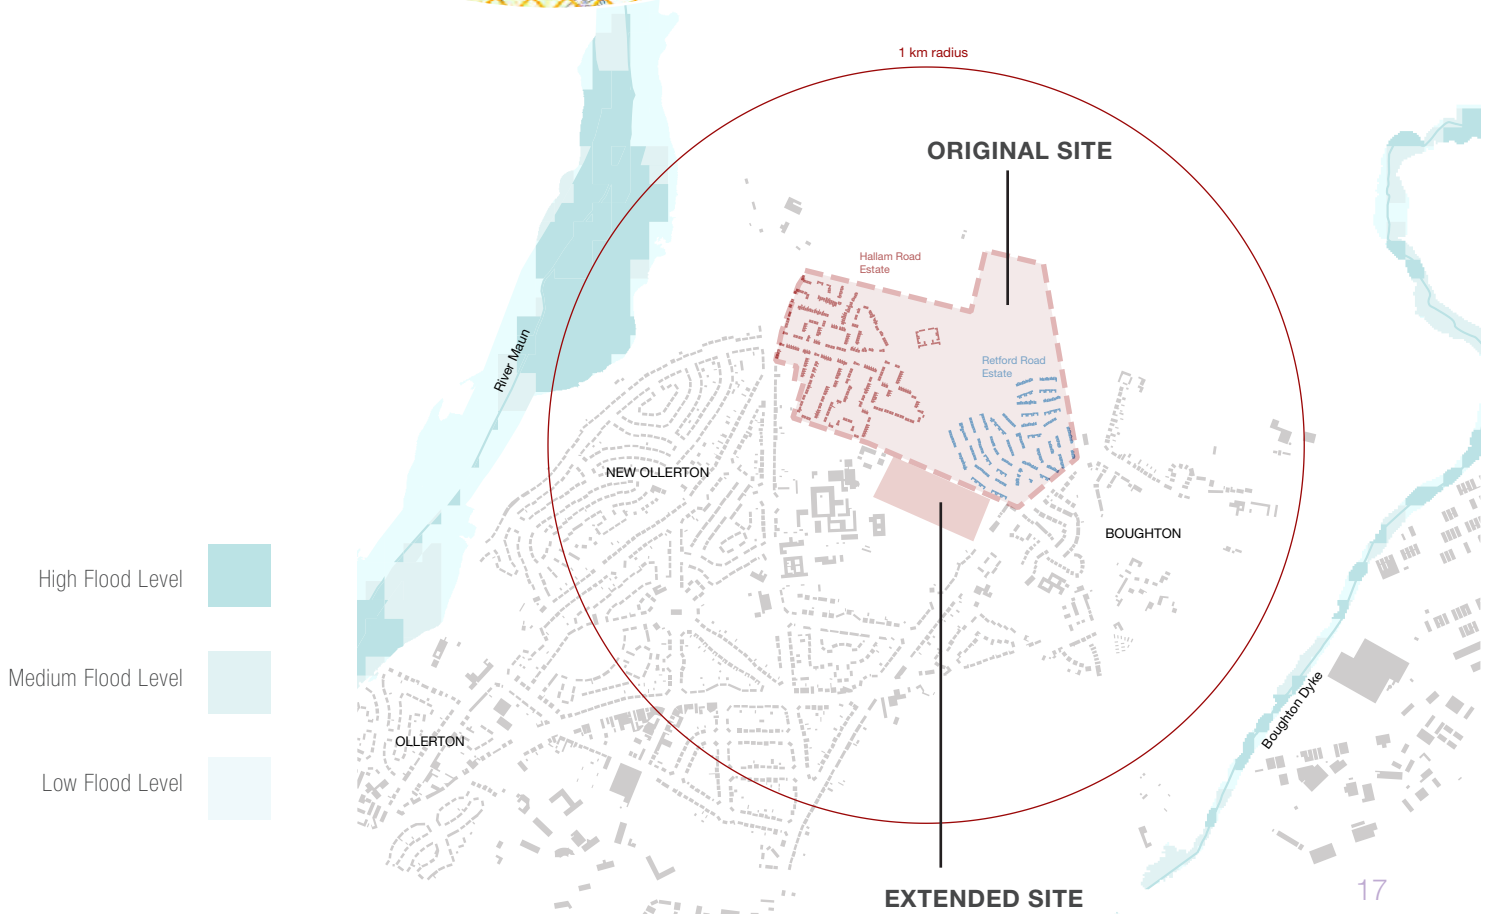 1 km radius
ORIGINAL SITE
Hallam Road
Estate
River Maun
Retford Road
Estate
NEW OLLERTON
BOUGHTON
High Flood Level
Medium Flood Level
Low Flood Level
OLLERTON
Boughton Dyke
EXTENDED SITE
17